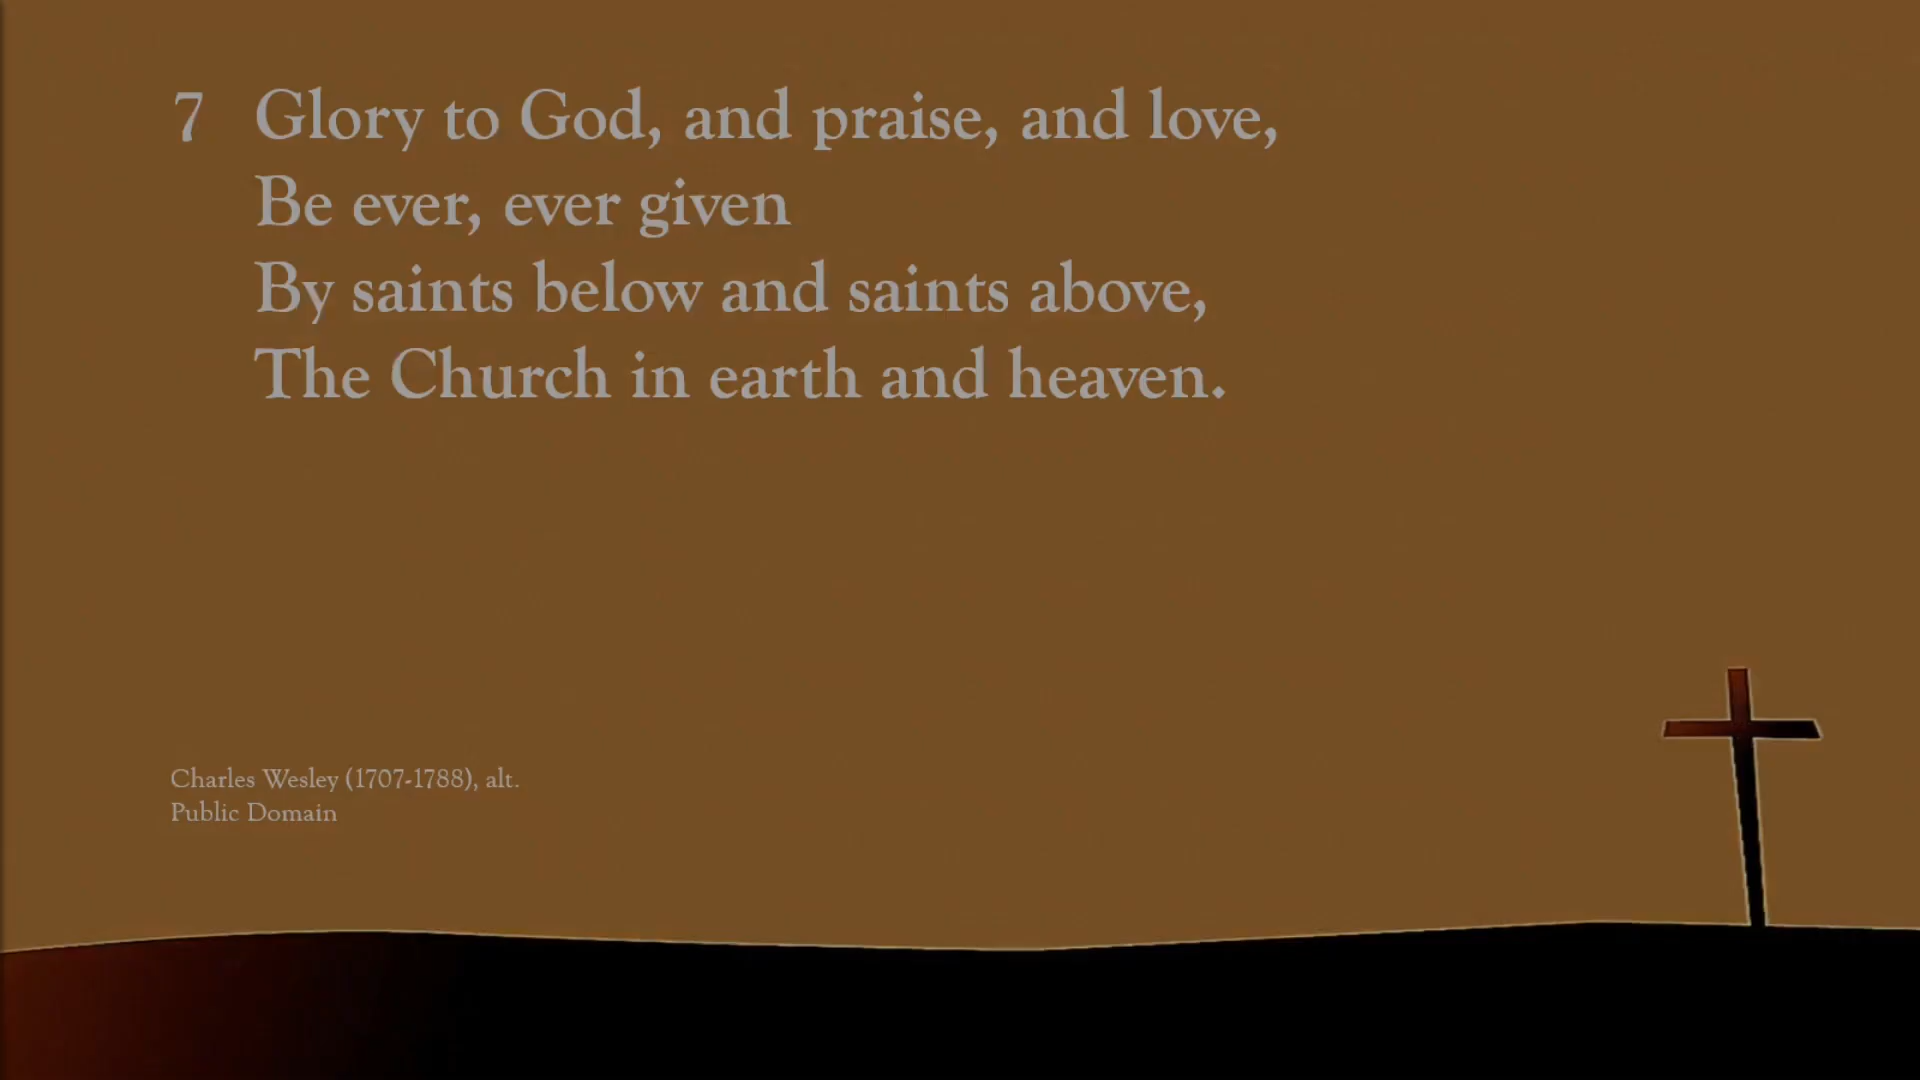 7 Glory to God, and praise, and love,
Be ever, ever given
By saints below and saints above,
The Church in earth and heaven.
Charles Wesley (1707-1788), alt.
Public Domain